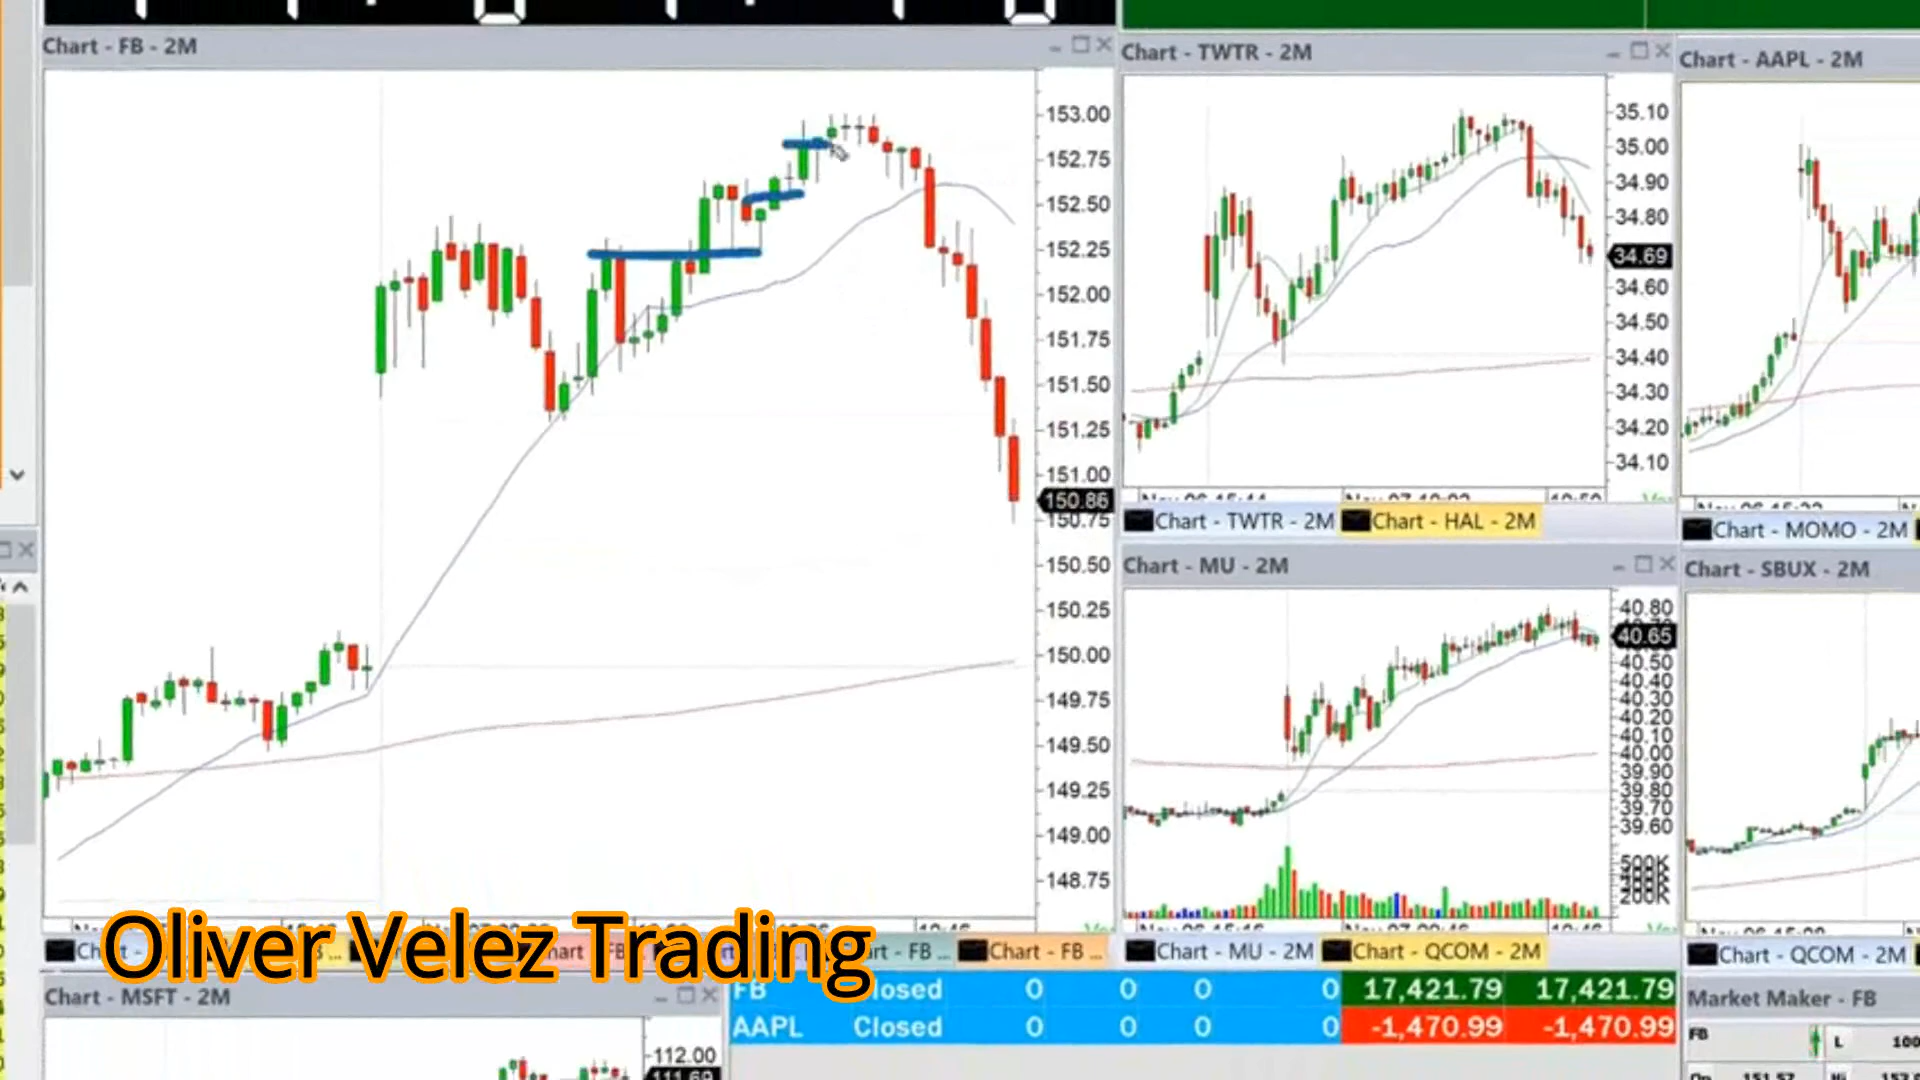 Chart - FB - 2M
153.00
152.75
152.50
152.25
152.00
151.75
151.50
151.25
151.00
150.86
150.75
150.50
150.25
150.00
149.75
149.50
149.25
149.00
148.75
Chart - TWTR - 2M
35.10
35.00
34.90
34.80
34.69
34.60
34.50
34.40
34.30
34.20
34.10
Chart - TWTR - 2M
Chart - HAL - 2M
Chart - AAPL - 2M
Chart - MOMO - 2M
Chart - MU - 2M
40.80
40.65
40.50
40.40
40.30
40.20
40.10
40.00
39.90
39.80
39.70
39.60
500K
200K
Chart - MU - 2M
Chart - QCOM - 2M
Chart - SBUX - 2M
Chart - QCOM - 2M
Oliver Velez Trading
FB ...
Chart - FB ...
Chart - MSFT - 2M
112.00
111.69
FB 0 0 0 0 17,421.79 17,421.79
AAPL Closed 0 0 0 0 -1,470.99 -1,470.99
Market Maker - FB
FB L 100